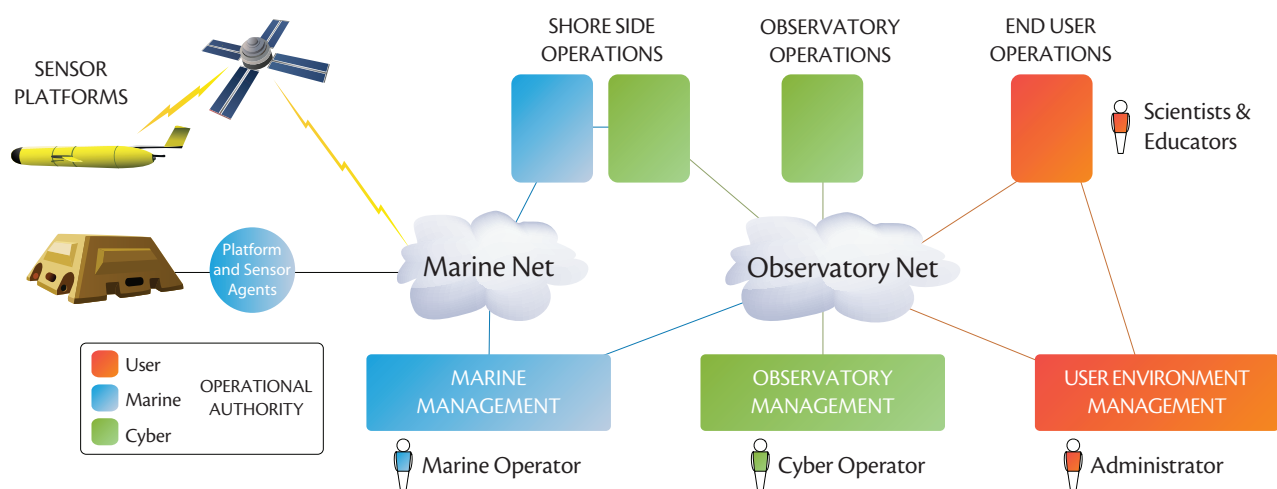 SENSOR
PLATFORMS
SHORE SIDE
OPERATIONS
OBSERVATORY
OPERATIONS
END USER
OPERATIONS
Scientists &
Educators
Platform
and Sensor
Agents
Marine Net
Observatory Net
User
Marine
Cyber
OPERATIONAL
AUTHORITY
MARINE
MANAGEMENT
OBSERVATORY
MANAGEMENT
USER ENVIRONMENT
MANAGEMENT
Marine Operator
Cyber Operator
Administrator